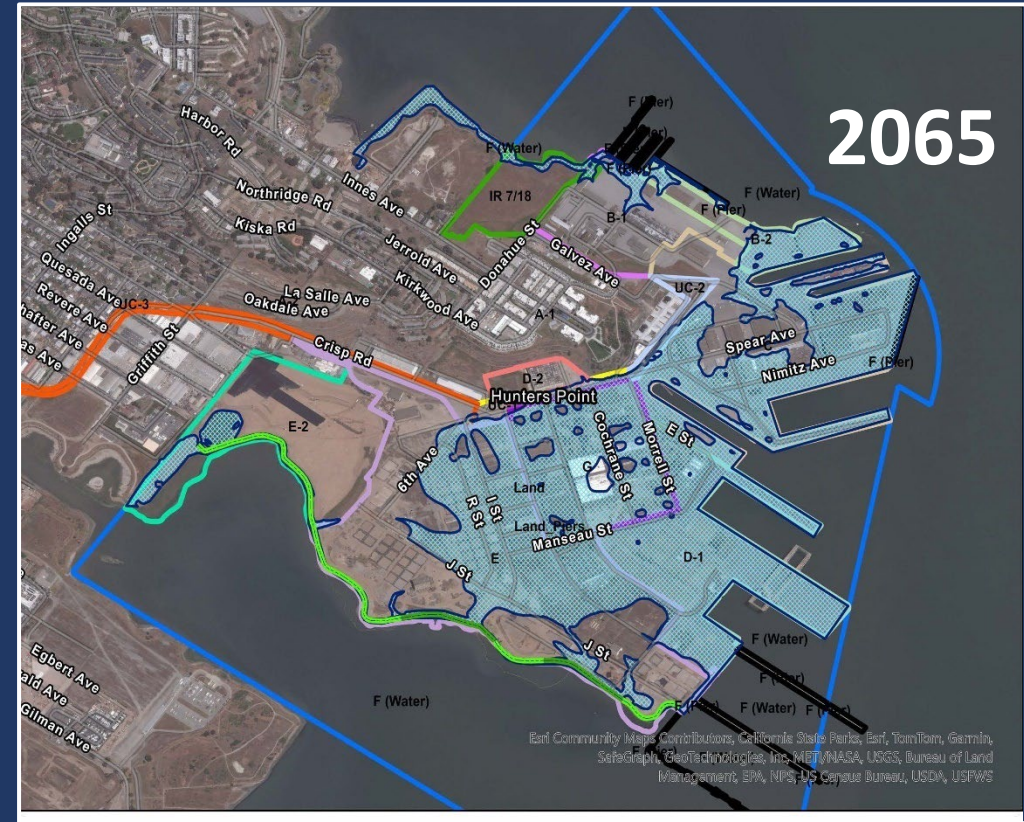 2065
F (Pier)
Harbor Rd
F (Water)
Innes Ave
IR 7/18
Northridge Rd
F (Water)
F (Pier)
B-1
Kiska Rd
B-2
Ingalls St
Jerrold Ave
Donahue St
Galvez Ave
Quesada Ave
Kirkwood Ave
UC-2
La Salle Ave
Revere Ave
UC-3
Oakdale Ave
A-1
Griffith St
Crisp Rd
Spear Ave
Nimitz Ave
F (Pier)
D-2
Hunters Point
E-2
E St
Cochrane St
Morrell St
6th Ave
Land
I St
R St
Land Piers
Manseau St
E
D-1
J St
F (Water)
J St
Egbert Ave
F (Water)
F (Water)
Gilman Ave
Esri Community Maps Contributors, California State Parks, Esri, TomTom, Garmin,
SafeGraph, GeoTechnologies, Inc, METI/NASA, USGS, Bureau of Land
Management, EPA, NPS, US Census Bureau, USDA, USFWS